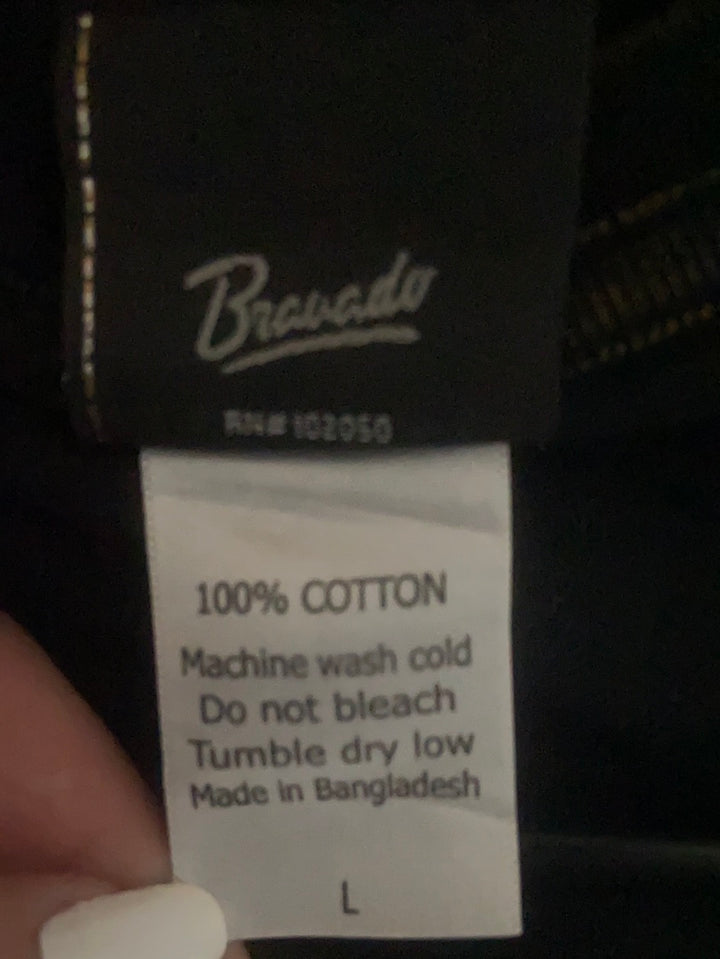 Bravado
RN# 102050
100% COTTON
Machine wash cold
Do not bleach
Tumble dry low
Made in Bangladesh
L